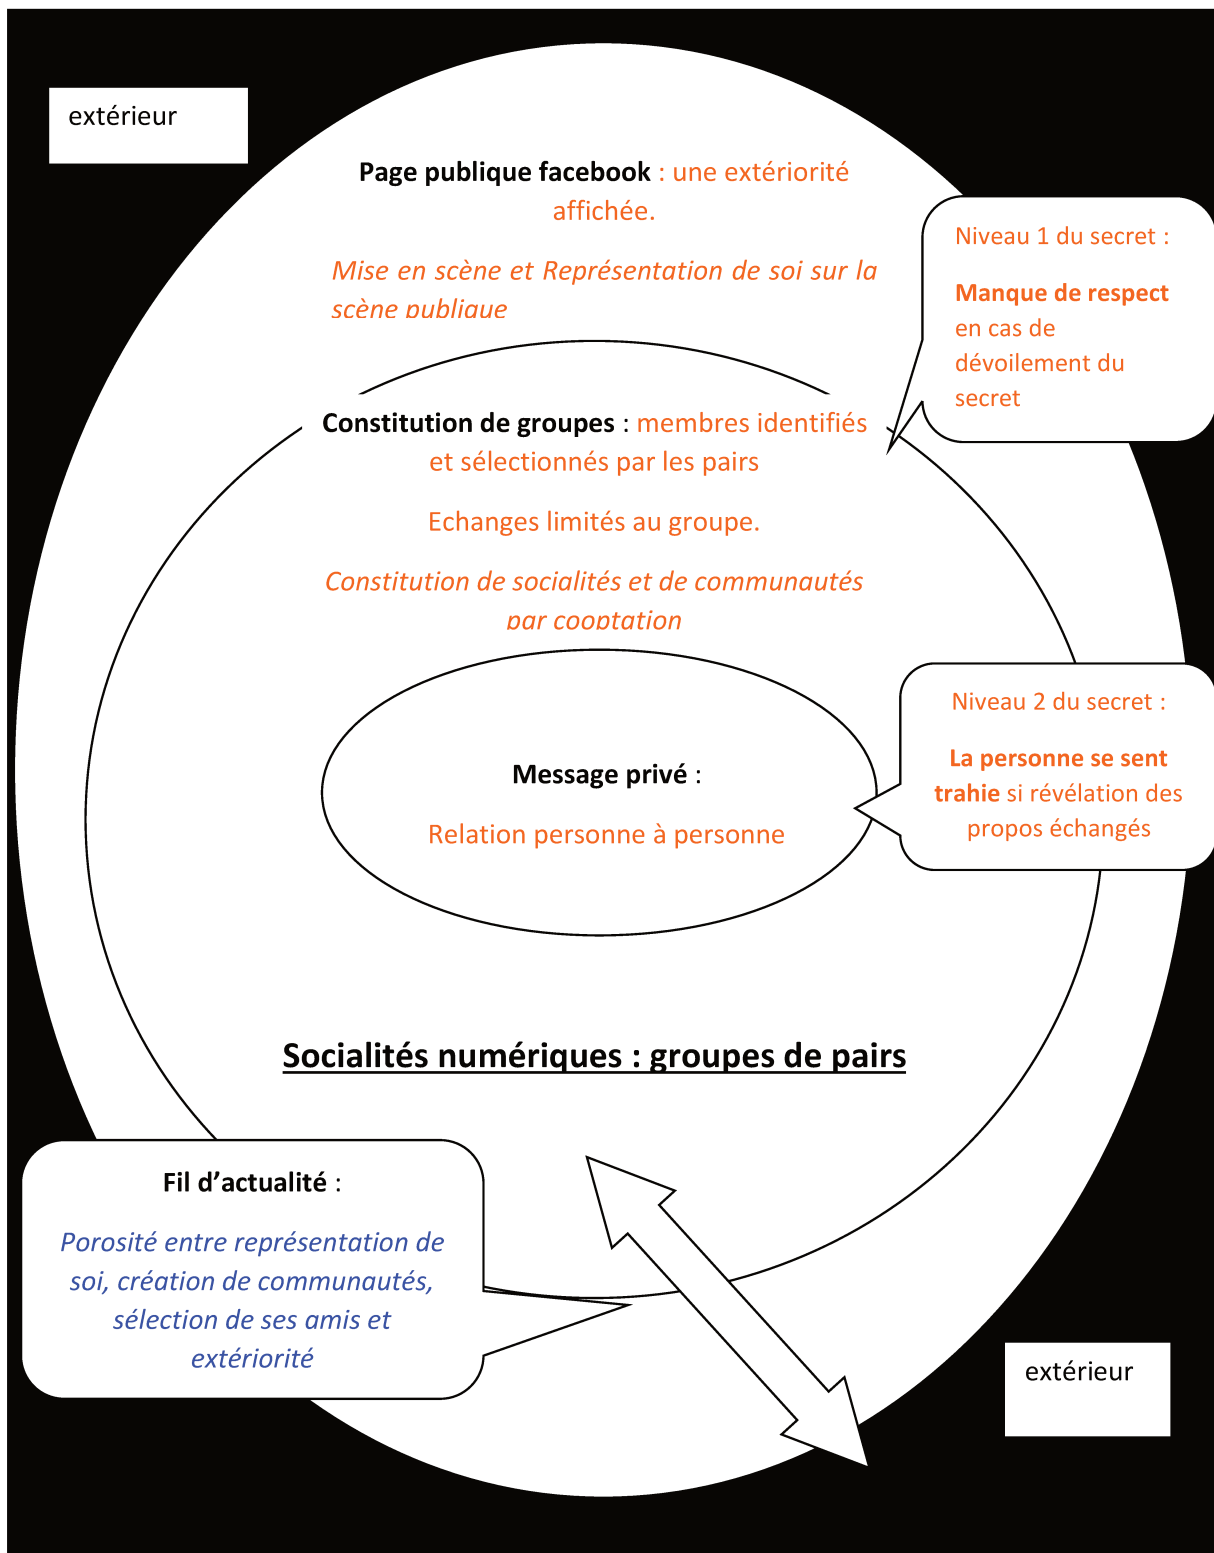 extérieur
Page publique facebook : une extériorité
affichée.
Mise en scène et Représentation de soi sur la
scène publique
Niveau 1 du secret :
Manque de respect
en cas de
dévoilement du
secret
Constitution de groupes : membres identifiés
et sélectionnés par les pairs
Echanges limités au groupe.
Constitution de socialités et de communautés
par cooptation
Niveau 2 du secret :
La personne se sent
trahie si révélation des
propos échangés
Message privé :
Relation personne à personne
Socialités numériques : groupes de pairs
Fil d’actualité :
Porosité entre représentation de
soi, création de communautés,
sélection de ses amis et
extériorité
extérieur